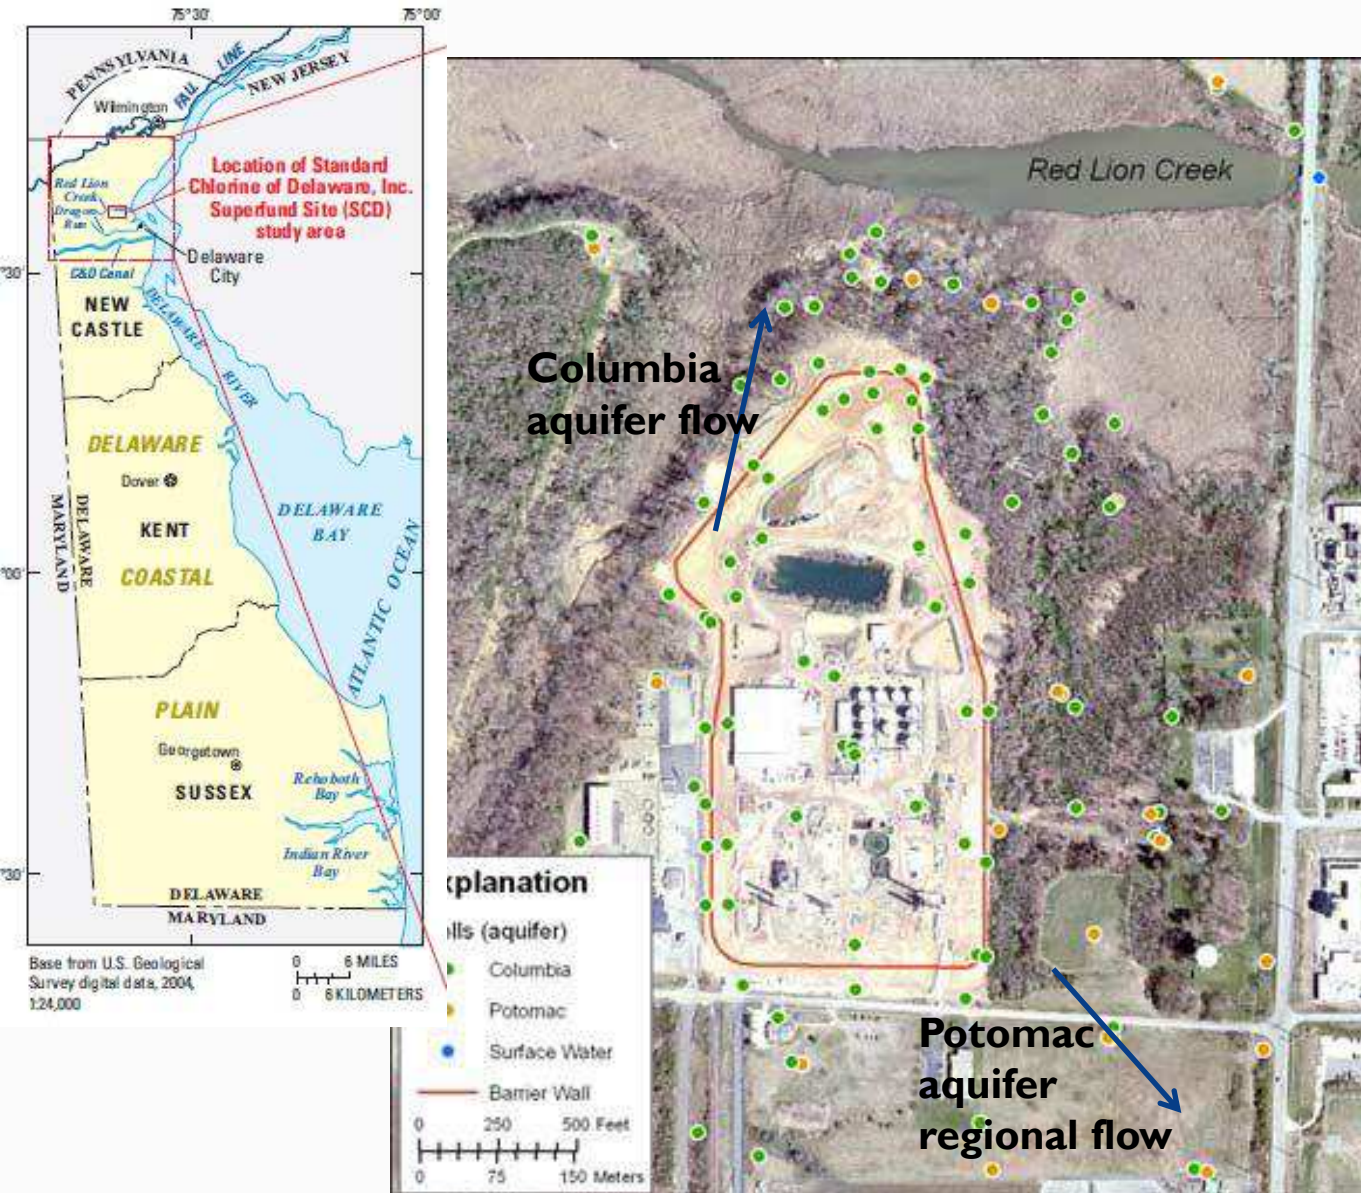 75°30'
75°00'
PENNSYLVANIA
FALL LINE
NEW JERSEY
Wilmington
Location of Standard
Chlorine of Delaware, Inc.
Superfund Site (SCD)
study area
Red Lion
Creek
Dragon
Run
Delaware
City
C&D Canal
°30'
NEW
CASTLE
DELAWARE
RIVER
DELAWARE
Dover
MARYLAND
DELAWARE
KENT
DELAWARE
BAY
COASTAL
°00'
ATLANTIC OCEAN
PLAIN
Georgetown
SUSSEX
Rehoboth
Bay
Indian River
Bay
°30'
DELAWARE
MARYLAND
Base from U.S. Geological
Survey digital data, 2004,
1:24,000
0 6 MILES
0 6 KILOMETERS
Red Lion Creek
Columbia
aquifer flow
xplanation
ells (aquifer)
Columbia
Potomac
Surface Water
Barrier Wall
0 250 500 Feet
0 75 150 Meters
Potomac
aquifer
regional flow